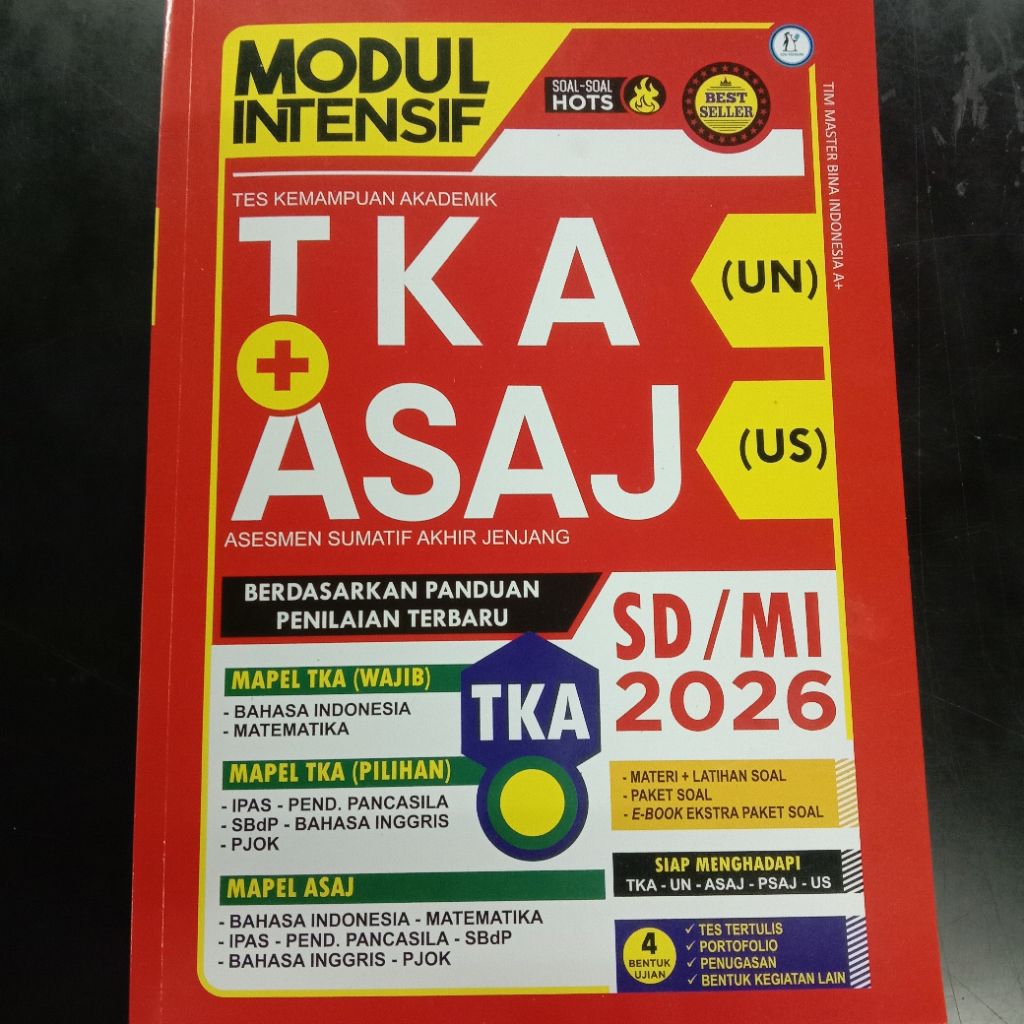 MODUL
INTENSIF
SOAL-SOAL
HOTS
BEST
SELLER
TIM MASTER BINA INDONESIA A+
TES KEMAMPUAN AKADEMIK
TKA
(UN)
+
ASAJ
(US)
ASESMEN SUMATIF AKHIR JENJANG
BERDASARKAN PANDUAN
PENILAIAN TERBARU
SD/MI
2026
MAPEL TKA (WAJIB)
- BAHASA INDONESIA
- MATEMATIKA
TKA
MAPEL TKA (PILIHAN)
- IPAS - PEND. PANCASILA
- SBdP - BAHASA INGGRIS
- PJOK
- MATERI + LATIHAN SOAL
- PAKET SOAL
- E-BOOK EKSTRA PAKET SOAL
SIAP MENGHADAPI
TKA - UN - ASAJ - PSAJ - US
MAPEL ASAJ
- BAHASA INDONESIA - MATEMATIKA
- IPAS - PEND. PANCASILA - SBdP
- BAHASA INGGRIS - PJOK
4
BENTUK
UJIAN
✓ TES TERTULIS
✓ PORTOFOLIO
✓ PENUGASAN
✓ BENTUK KEGIATAN LAIN